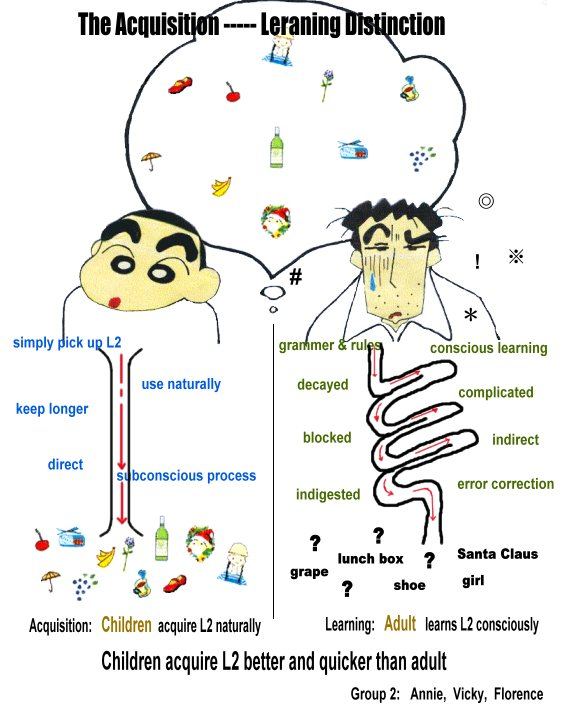 The Acquisition ----- Leraning Distinction
#
!
*
simply pick up L2
use naturally
keep longer
direct
subconscious process
grammer & rules
conscious learning
decayed
complicated
blocked
indirect
indigested
error correction
?
?
?
?
lunch box
Santa Claus
grape
shoe
girl
Acquisition: Children acquire L2 naturally
Learning: Adult learns L2 consciously
Children acquire L2 better and quicker than adult
Group 2: Annie, Vicky, Florence